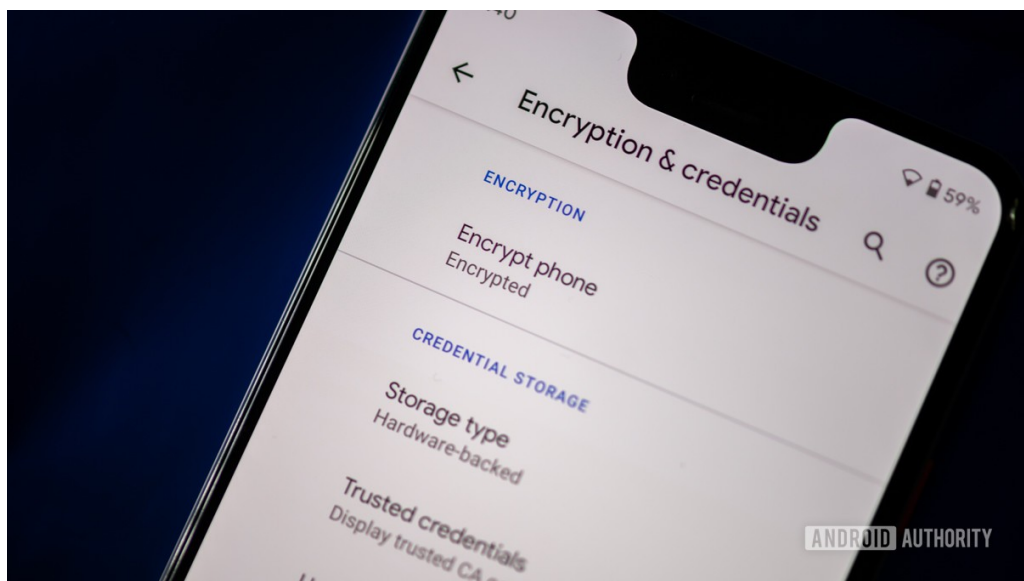 Encryption & credentials
59%
ENCRYPTION
Encrypt phone
Encrypted
CREDENTIAL STORAGE
Storage type
Hardware-backed
Trusted credentials
Display trusted CA
ANDROID AUTHORITY